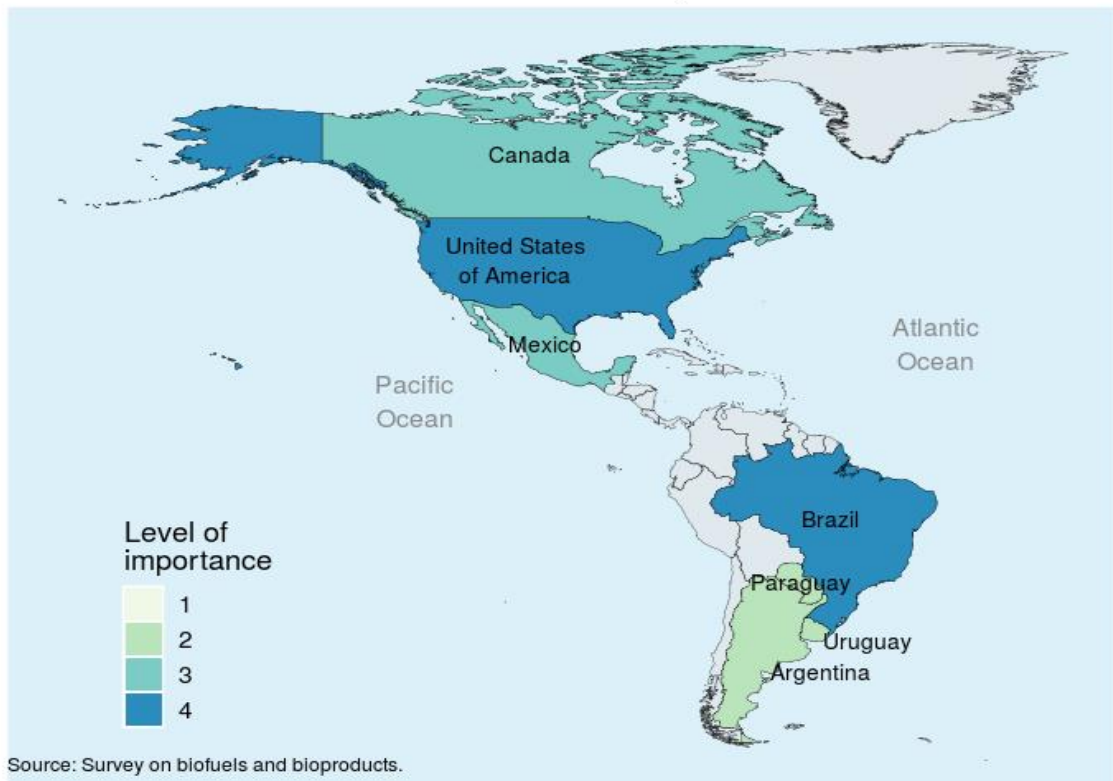 Canada
United States
of America
Mexico
Atlantic
Ocean
Pacific
Ocean
Brazil
Paraguay
Uruguay
Argentina
Level of
importance
1
2
3
4
Source: Survey on biofuels and bioproducts.